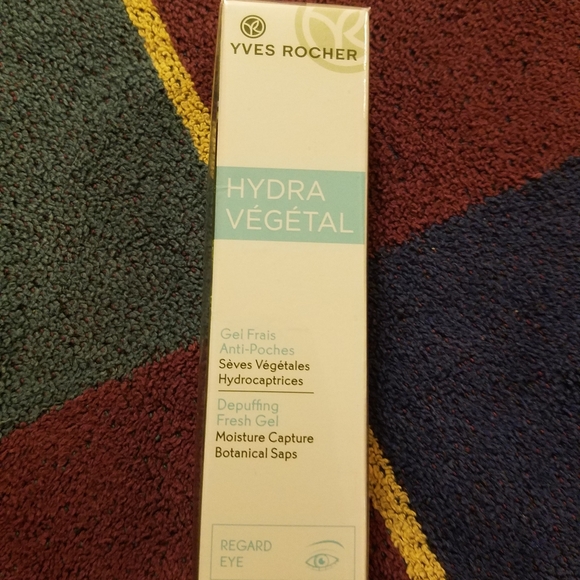 YVES ROCHER
HYDRA
VÉGÉTAL
Gel Frais
Anti-Poches
Sèves Végétales
Hydrocaptrices
Depuffing
Fresh Gel
Moisture Capture
Botanical Saps
REGARD
EYE